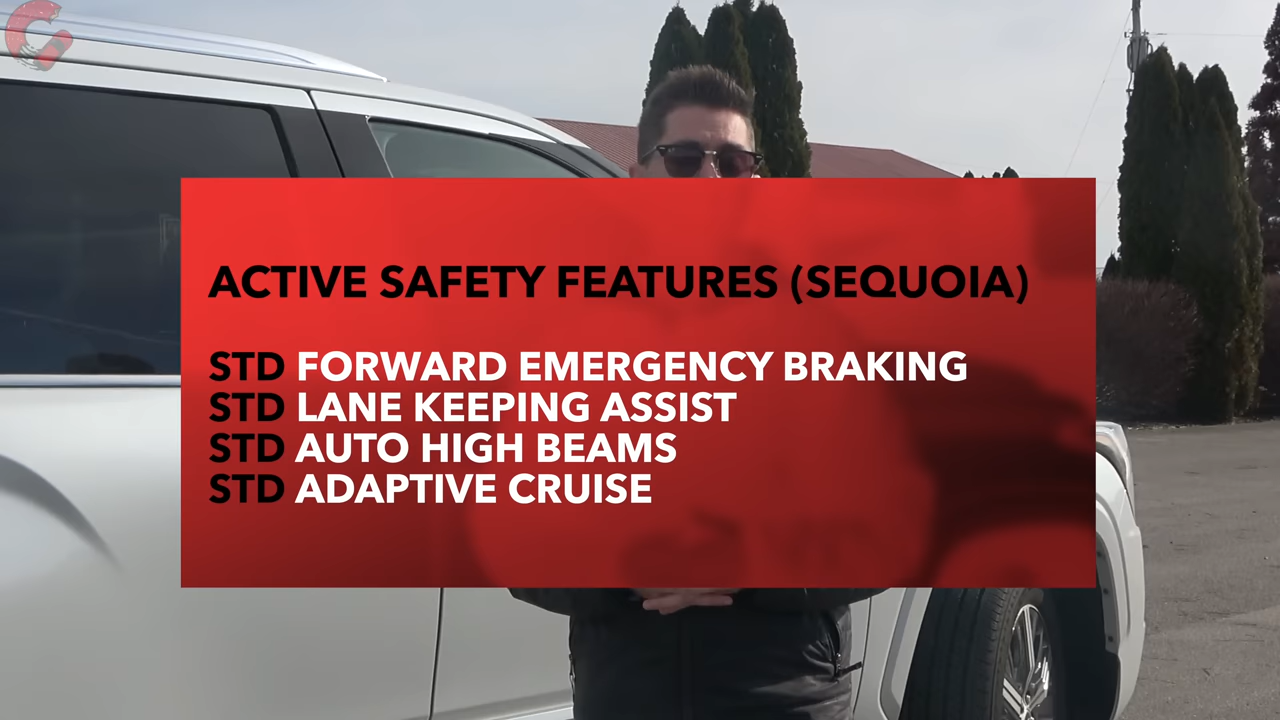 ACTIVE SAFETY FEATURES (SEQUOIA)
STD FORWARD EMERGENCY BRAKING
STD LANE KEEPING ASSIST
STD AUTO HIGH BEAMS
STD ADAPTIVE CRUISE